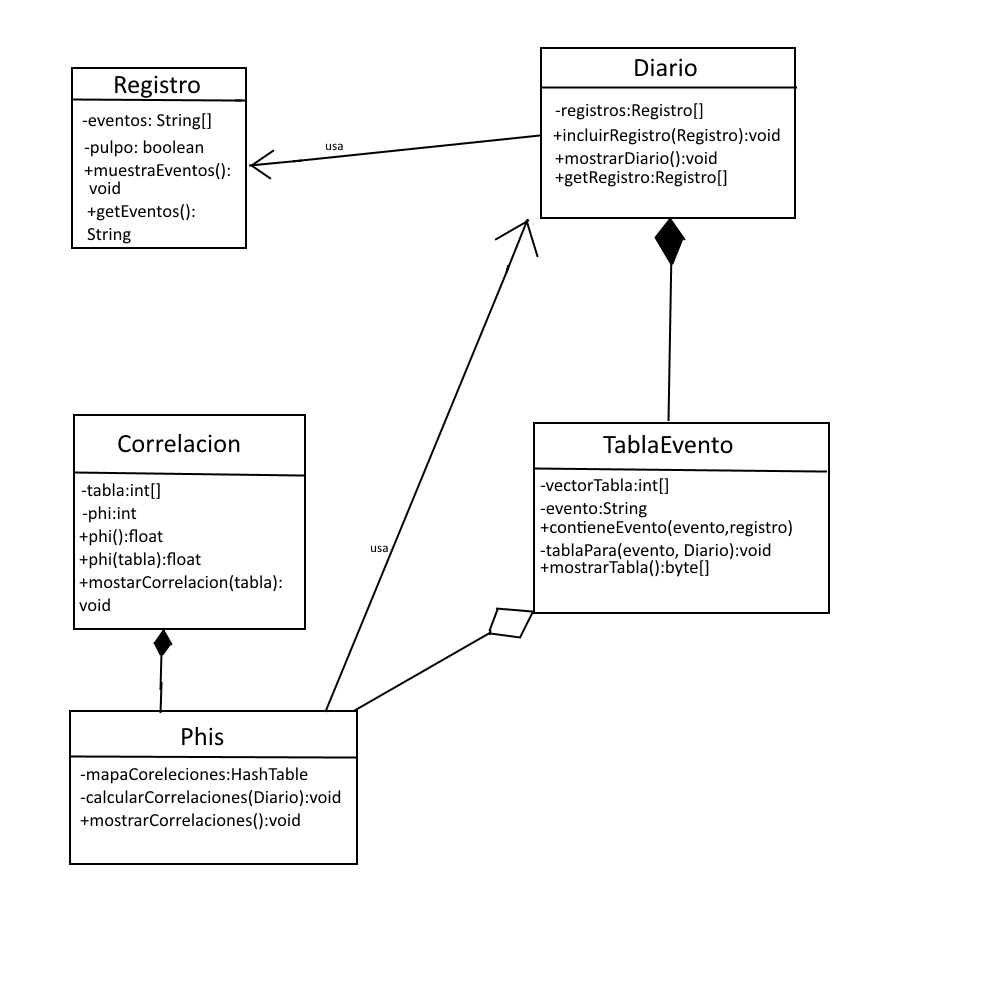 Registro
-eventos: String[]
-pulpo: boolean
+muestraEventos():
void
+getEventos():
String
usa
Diario
-registros:Registro[]
+incluirRegistro(Registro):void
+mostrarDiario():void
+getRegistro:Registro[]
Correlacion
-tabla:int[]
-phi:int
+phi():float
+phi(tabla):float
+mostarCorrelacion(tabla):
void
usa
TablaEvento
-vectorTabla:int[]
-evento:String
+contieneEvento(evento,registro)
-tablaPara(evento, Diario):void
+mostrarTabla():byte[]
Phis
-mapaCoreleciones:HashTable
-calcularCorrelaciones(Diario):void
+mostrarCorrelaciones():void